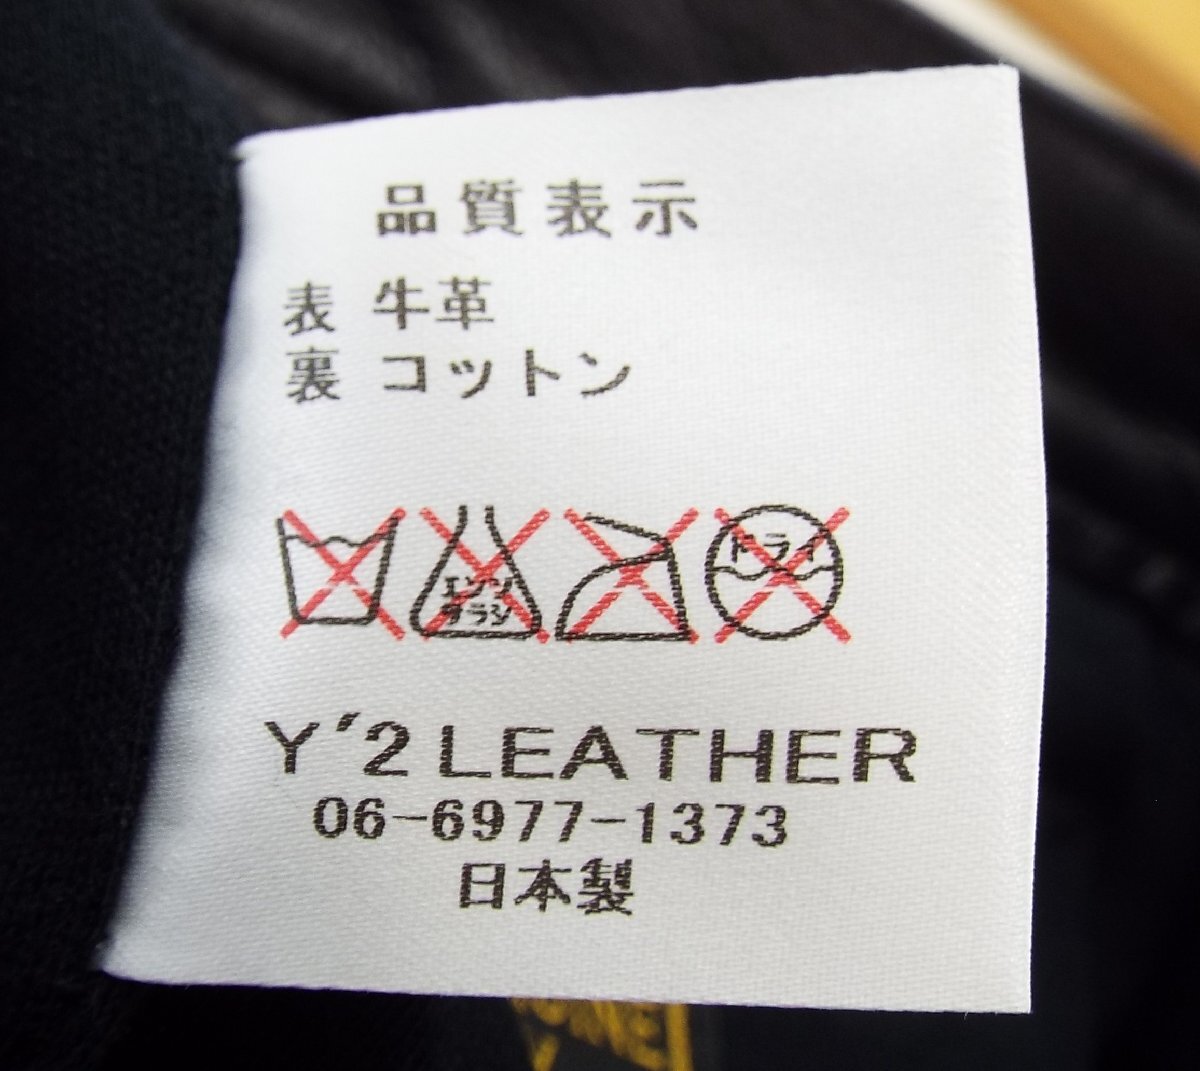 品質表示
表 牛革
裏 コットン
エンソ ドライ
サラシ
Y'2 LEATHER
06-6977-1373
日本製